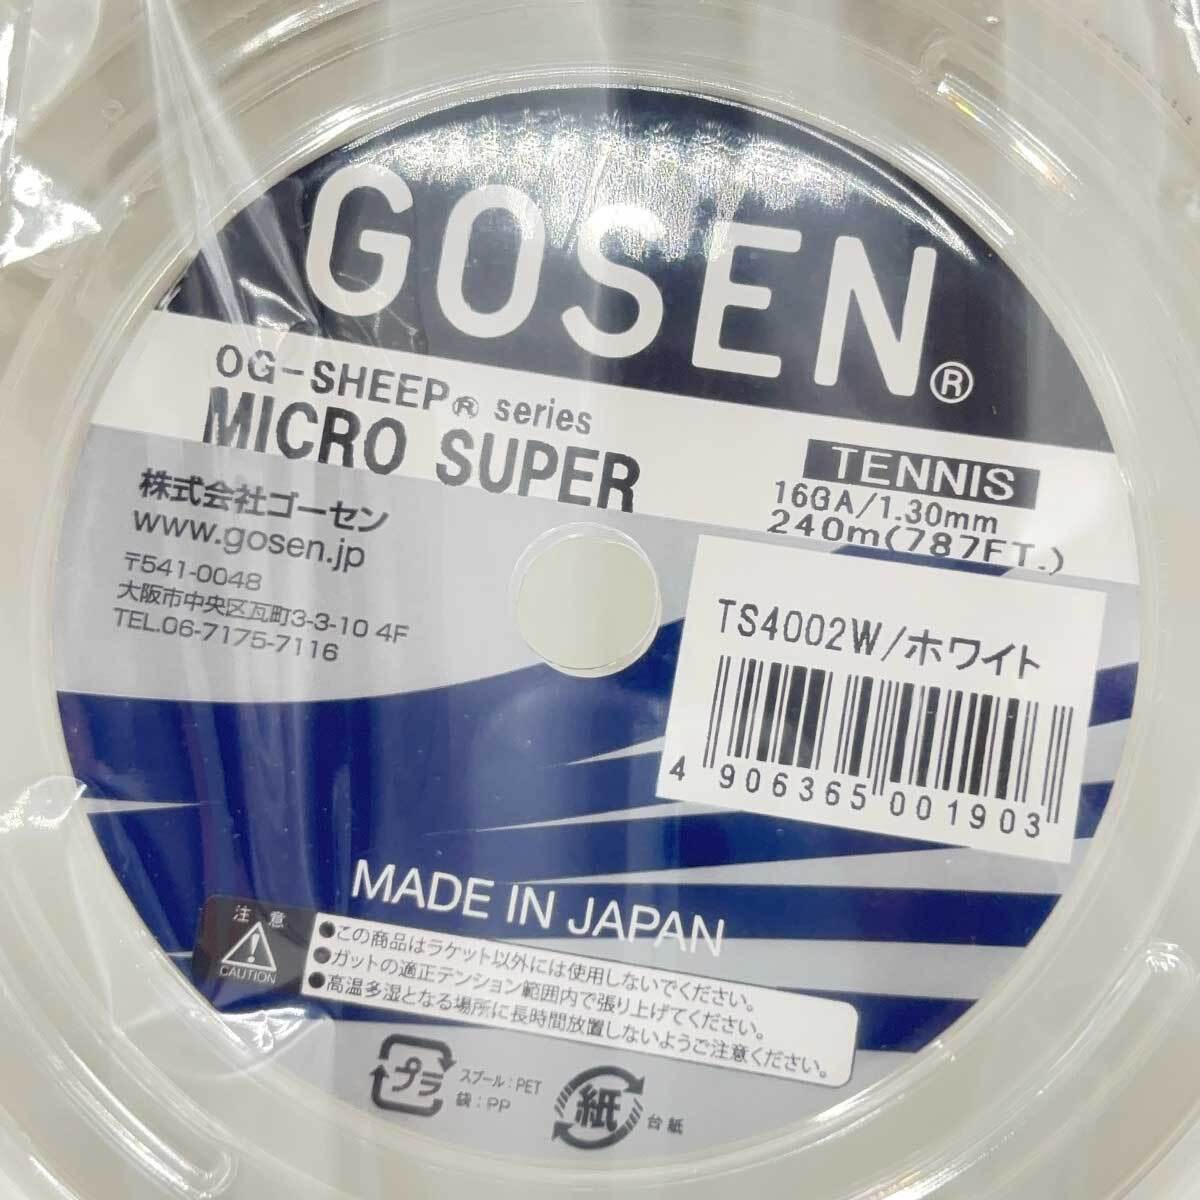 GOSEN®
OG-SHEEP® series
MICRO SUPER
TENNIS
16GA/1.30mm
240m(787FT.)
株式会社ゴーセン
www.gosen.jp
〒541-0048
大阪市中央区瓦町3-3-10 4F
TEL.06-7175-7116
TS4002W/ホワイト
4 906365 001903
MADE IN JAPAN
注意
CAUTION
●この商品はラケット以外には使用しないでください。
●ガットの適正テンション範囲内で張り上げてください。
●高温多湿となる場所に長時間放置しないようご注意ください。
プラ
スプール:PET
袋:PP
紙
台紙